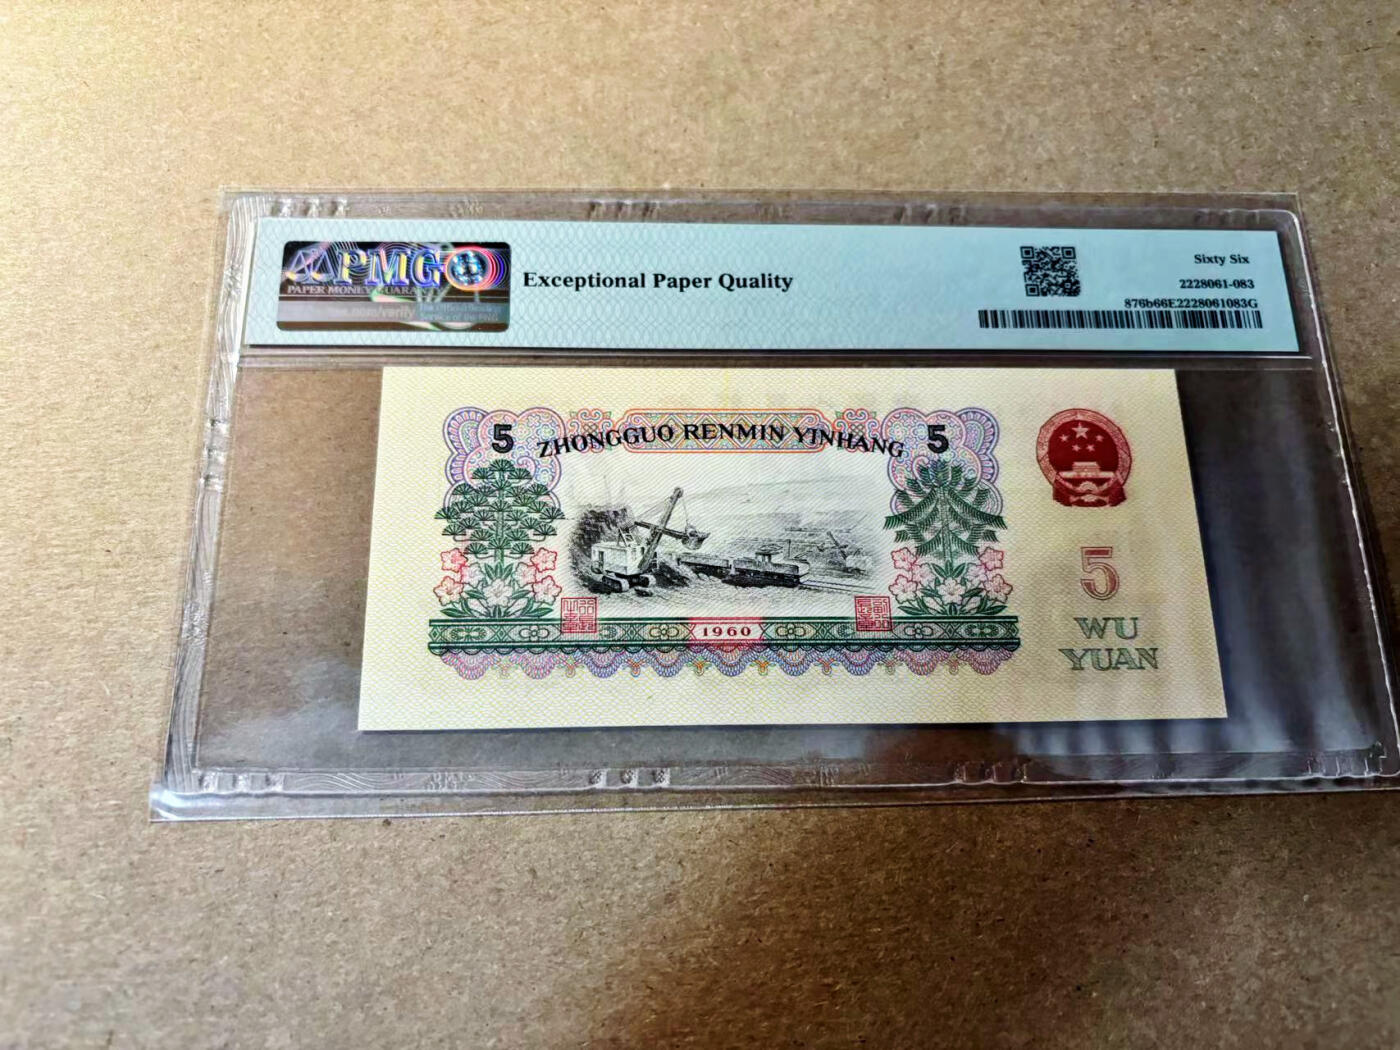 PMG
PAPER MONEY GUARANTY
Exceptional Paper Quality
Sixty Six
2228061-083
876b66E2228061083G
5 ZHONGGUO RENMIN YINHANG 5
5
1960
WU
YUAN